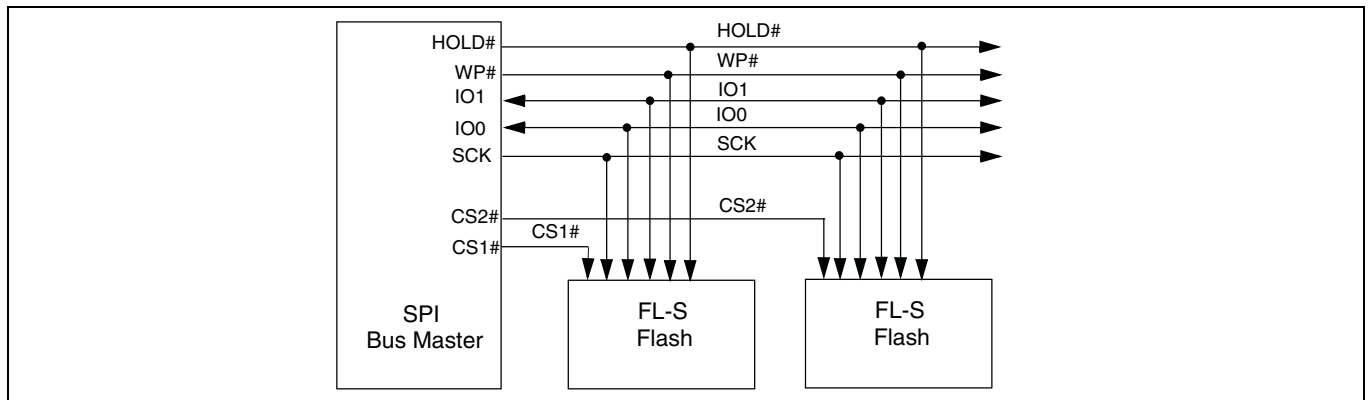 HOLD#
HOLD#
WP#
WP#
IO1
IO1
IO0
IO0
SCK
SCK
CS2#
CS2#
CS1#
CS1#
SPI
Bus Master
FL-S
Flash
FL-S
Flash